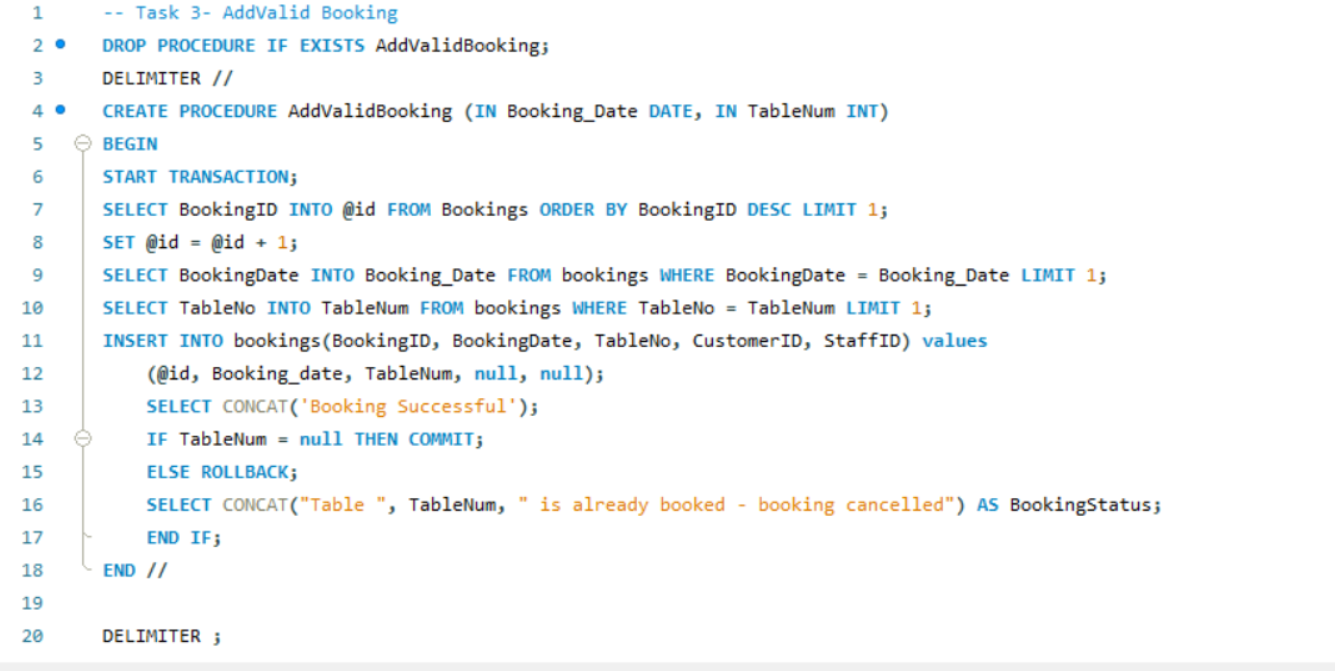 1 -- Task 3- AddValid Booking
2 DROP PROCEDURE IF EXISTS AddValidBooking;
3 DELIMITER //
4 CREATE PROCEDURE AddValidBooking (IN Booking_Date DATE, IN TableNum INT)
5 BEGIN
6 START TRANSACTION;
7 SELECT BookingID INTO @id FROM Bookings ORDER BY BookingID DESC LIMIT 1;
8 SET @id = @id + 1;
9 SELECT BookingDate INTO Booking_Date FROM bookings WHERE BookingDate = Booking_Date LIMIT 1;
10 SELECT TableNo INTO TableNum FROM bookings WHERE TableNo = TableNum LIMIT 1;
11 INSERT INTO bookings(BookingID, BookingDate, TableNo, CustomerID, StaffID) values
12 (@id, Booking_date, TableNum, null, null);
13 SELECT CONCAT('Booking Successful');
14 IF TableNum = null THEN COMMIT;
15 ELSE ROLLBACK;
16 SELECT CONCAT("Table ", TableNum, " is already booked - booking cancelled") AS BookingStatus;
17 END IF;
18 END //
19
20 DELIMITER ;